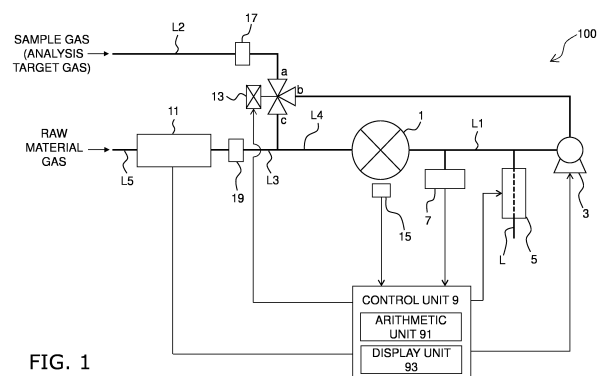 17
L2
100
SAMPLE GAS
(ANALYSIS
TARGET GAS)
a
13
b
c
11
L4
1
L1
RAW
MATERIAL
GAS
L5
19
L3
7
15
3
L
5
CONTROL UNIT 9
ARITHMETIC
UNIT 91
DISPLAY UNIT
93
FIG. 1